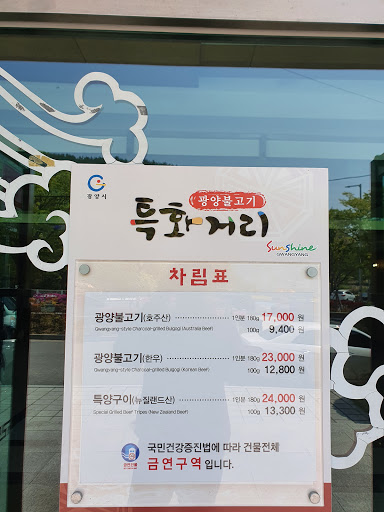 광양시
광양불고기
특화거리
Sunshine
GWANGYANG
차림표
광양불고기(호주산) 1인분 180g 17,000 원
Gwangyang-style Charcoal-grilled Bulgogi (Australia Beef) 100g 9,400 원
광양불고기(한우) 1인분 180g 23,000 원
Gwangyang-style Charcoal-grilled Bulgogi (Korean Beef) 100g 12,800 원
특양구이(뉴질랜드산) 1인분 180g 24,000 원
Special Grilled Beef Tripes (New Zealand Beef) 100g 13,300 원
국민건강증진법에 따라 건물전체
금연구역입니다.